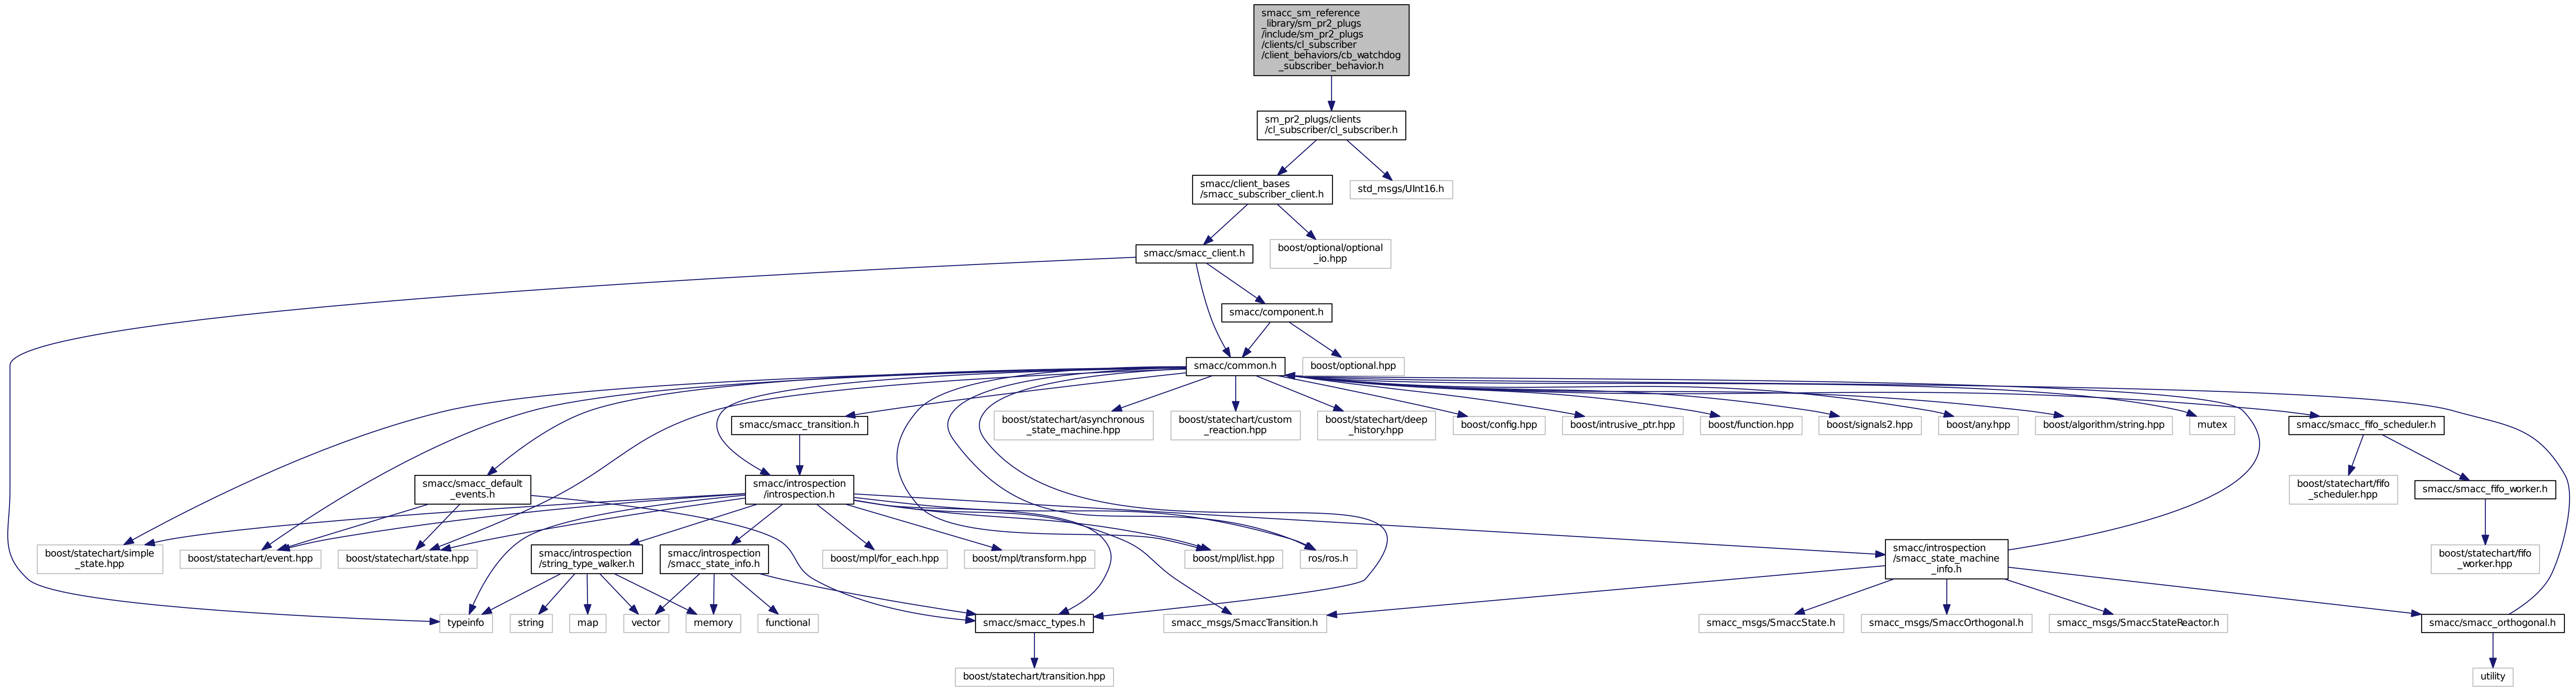 smacc_sm_reference
_library/sm_pr2_plugs
/include/sm_pr2_plugs
/clients/cl_subscriber
/client_behaviors/cb_watchdog
_subscriber_behavior.h
sm_pr2_plugs/clients
/cl_subscriber/cl_subscriber.h
smacc/client_bases
/smacc_subscriber_client.h
std_msgs/UInt16.h
smacc/smacc_client.h
boost/optional/optional
_io.hpp
smacc/component.h
smacc/common.h
boost/optional.hpp
smacc/smacc_transition.h
boost/statechart/asynchronous
_state_machine.hpp
boost/statechart/custom
_reaction.hpp
boost/statechart/deep
_history.hpp
boost/config.hpp
boost/intrusive_ptr.hpp
boost/function.hpp
boost/signals2.hpp
boost/any.hpp
boost/algorithm/string.hpp
mutex
smacc/smacc_fifo_scheduler.h
smacc/smacc_default
_events.h
smacc/introspection
/introspection.h
boost/statechart/fifo
_scheduler.hpp
smacc/smacc_fifo_worker.h
boost/statechart/simple
_state.hpp
boost/statechart/event.hpp
boost/statechart/state.hpp
smacc/introspection
/string_type_walker.h
smacc/introspection
/smacc_state_info.h
boost/mpl/for_each.hpp
boost/mpl/transform.hpp
boost/mpl/list.hpp
ros/ros.h
smacc/introspection
/smacc_state_machine
_info.h
boost/statechart/fifo
_worker.hpp
typeinfo
string
map
vector
memory
functional
smacc/smacc_types.h
smacc_msgs/SmaccTransition.h
smacc_msgs/SmaccState.h
smacc_msgs/SmaccOrthogonal.h
smacc_msgs/SmaccStateReactor.h
smacc/smacc_orthogonal.h
boost/statechart/transition.hpp
utility